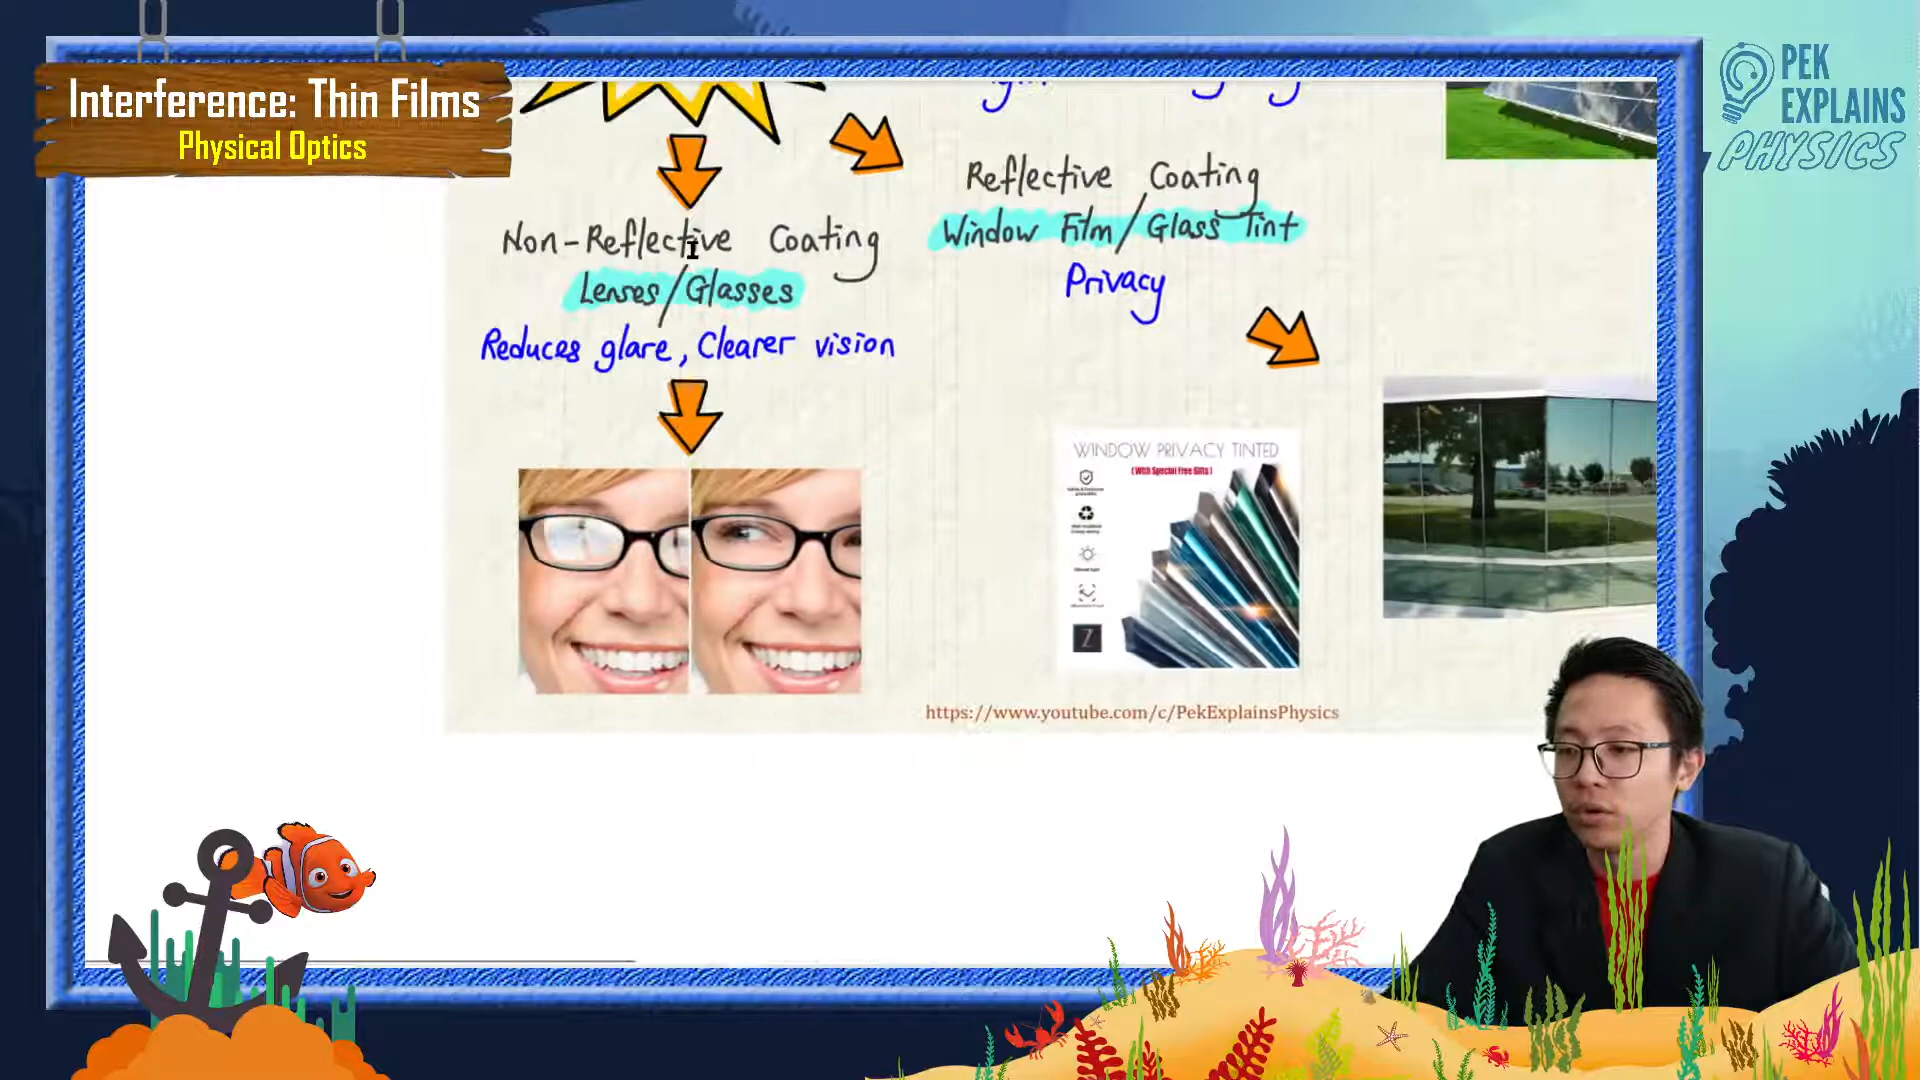 Interference: Thin Films
Physical Optics
PEK
EXPLAINS
PHYSICS
Reflective Coating
Window Film/Glass Tint
Privacy
Non-Reflective Coating
Lenses/Glasses
Reduces glare, Clearer vision
WINDOW PRIVACY TINTED
(With Special Free Gifts)
Z
https://www.youtube.com/c/PekExplainsPhysics